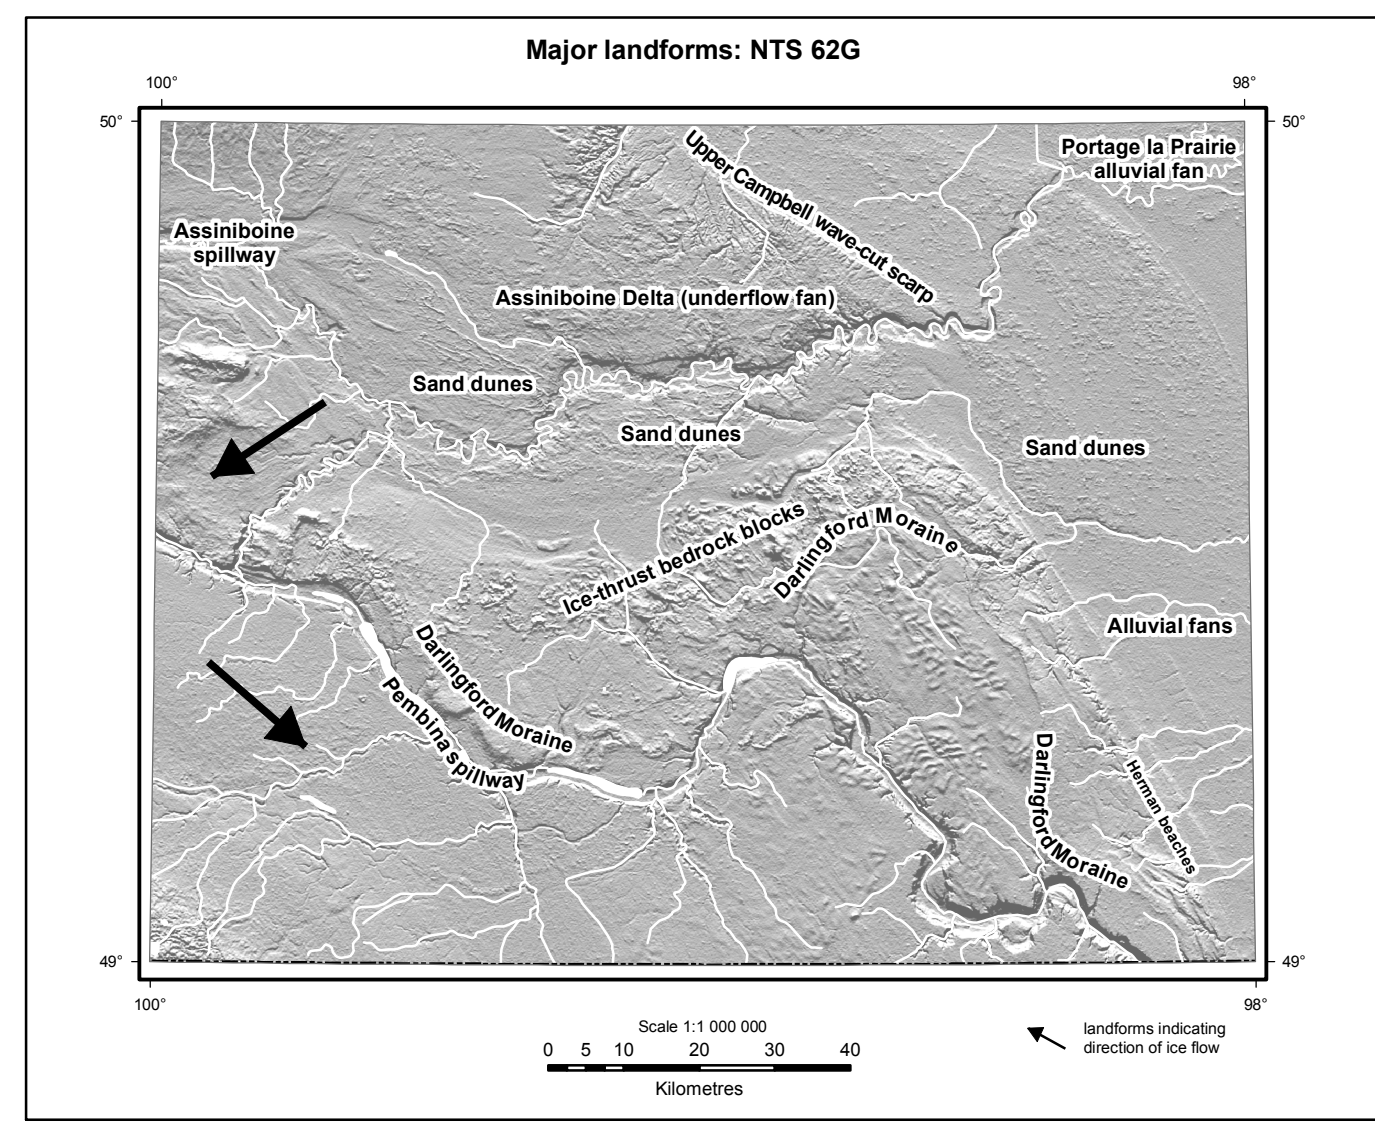 Major landforms: NTS 62G
100°
98°
50°
50°
Portage la Prairie
alluvial fan
Upper Campbell wave-cut scarp
Assiniboine
spillway
Assiniboine Delta (underflow fan)
Sand dunes
Sand dunes
Sand dunes
Ice-thrust bedrock blocks
Darlingford Moraine
Alluvial fans
Darlingford Moraine
Pembina spillway
Darlingford Moraine
Herman beaches
49°
49°
100°
98°
Scale 1:1 000 000
0 5 10 20 30 40
Kilometres
landforms indicating
direction of ice flow